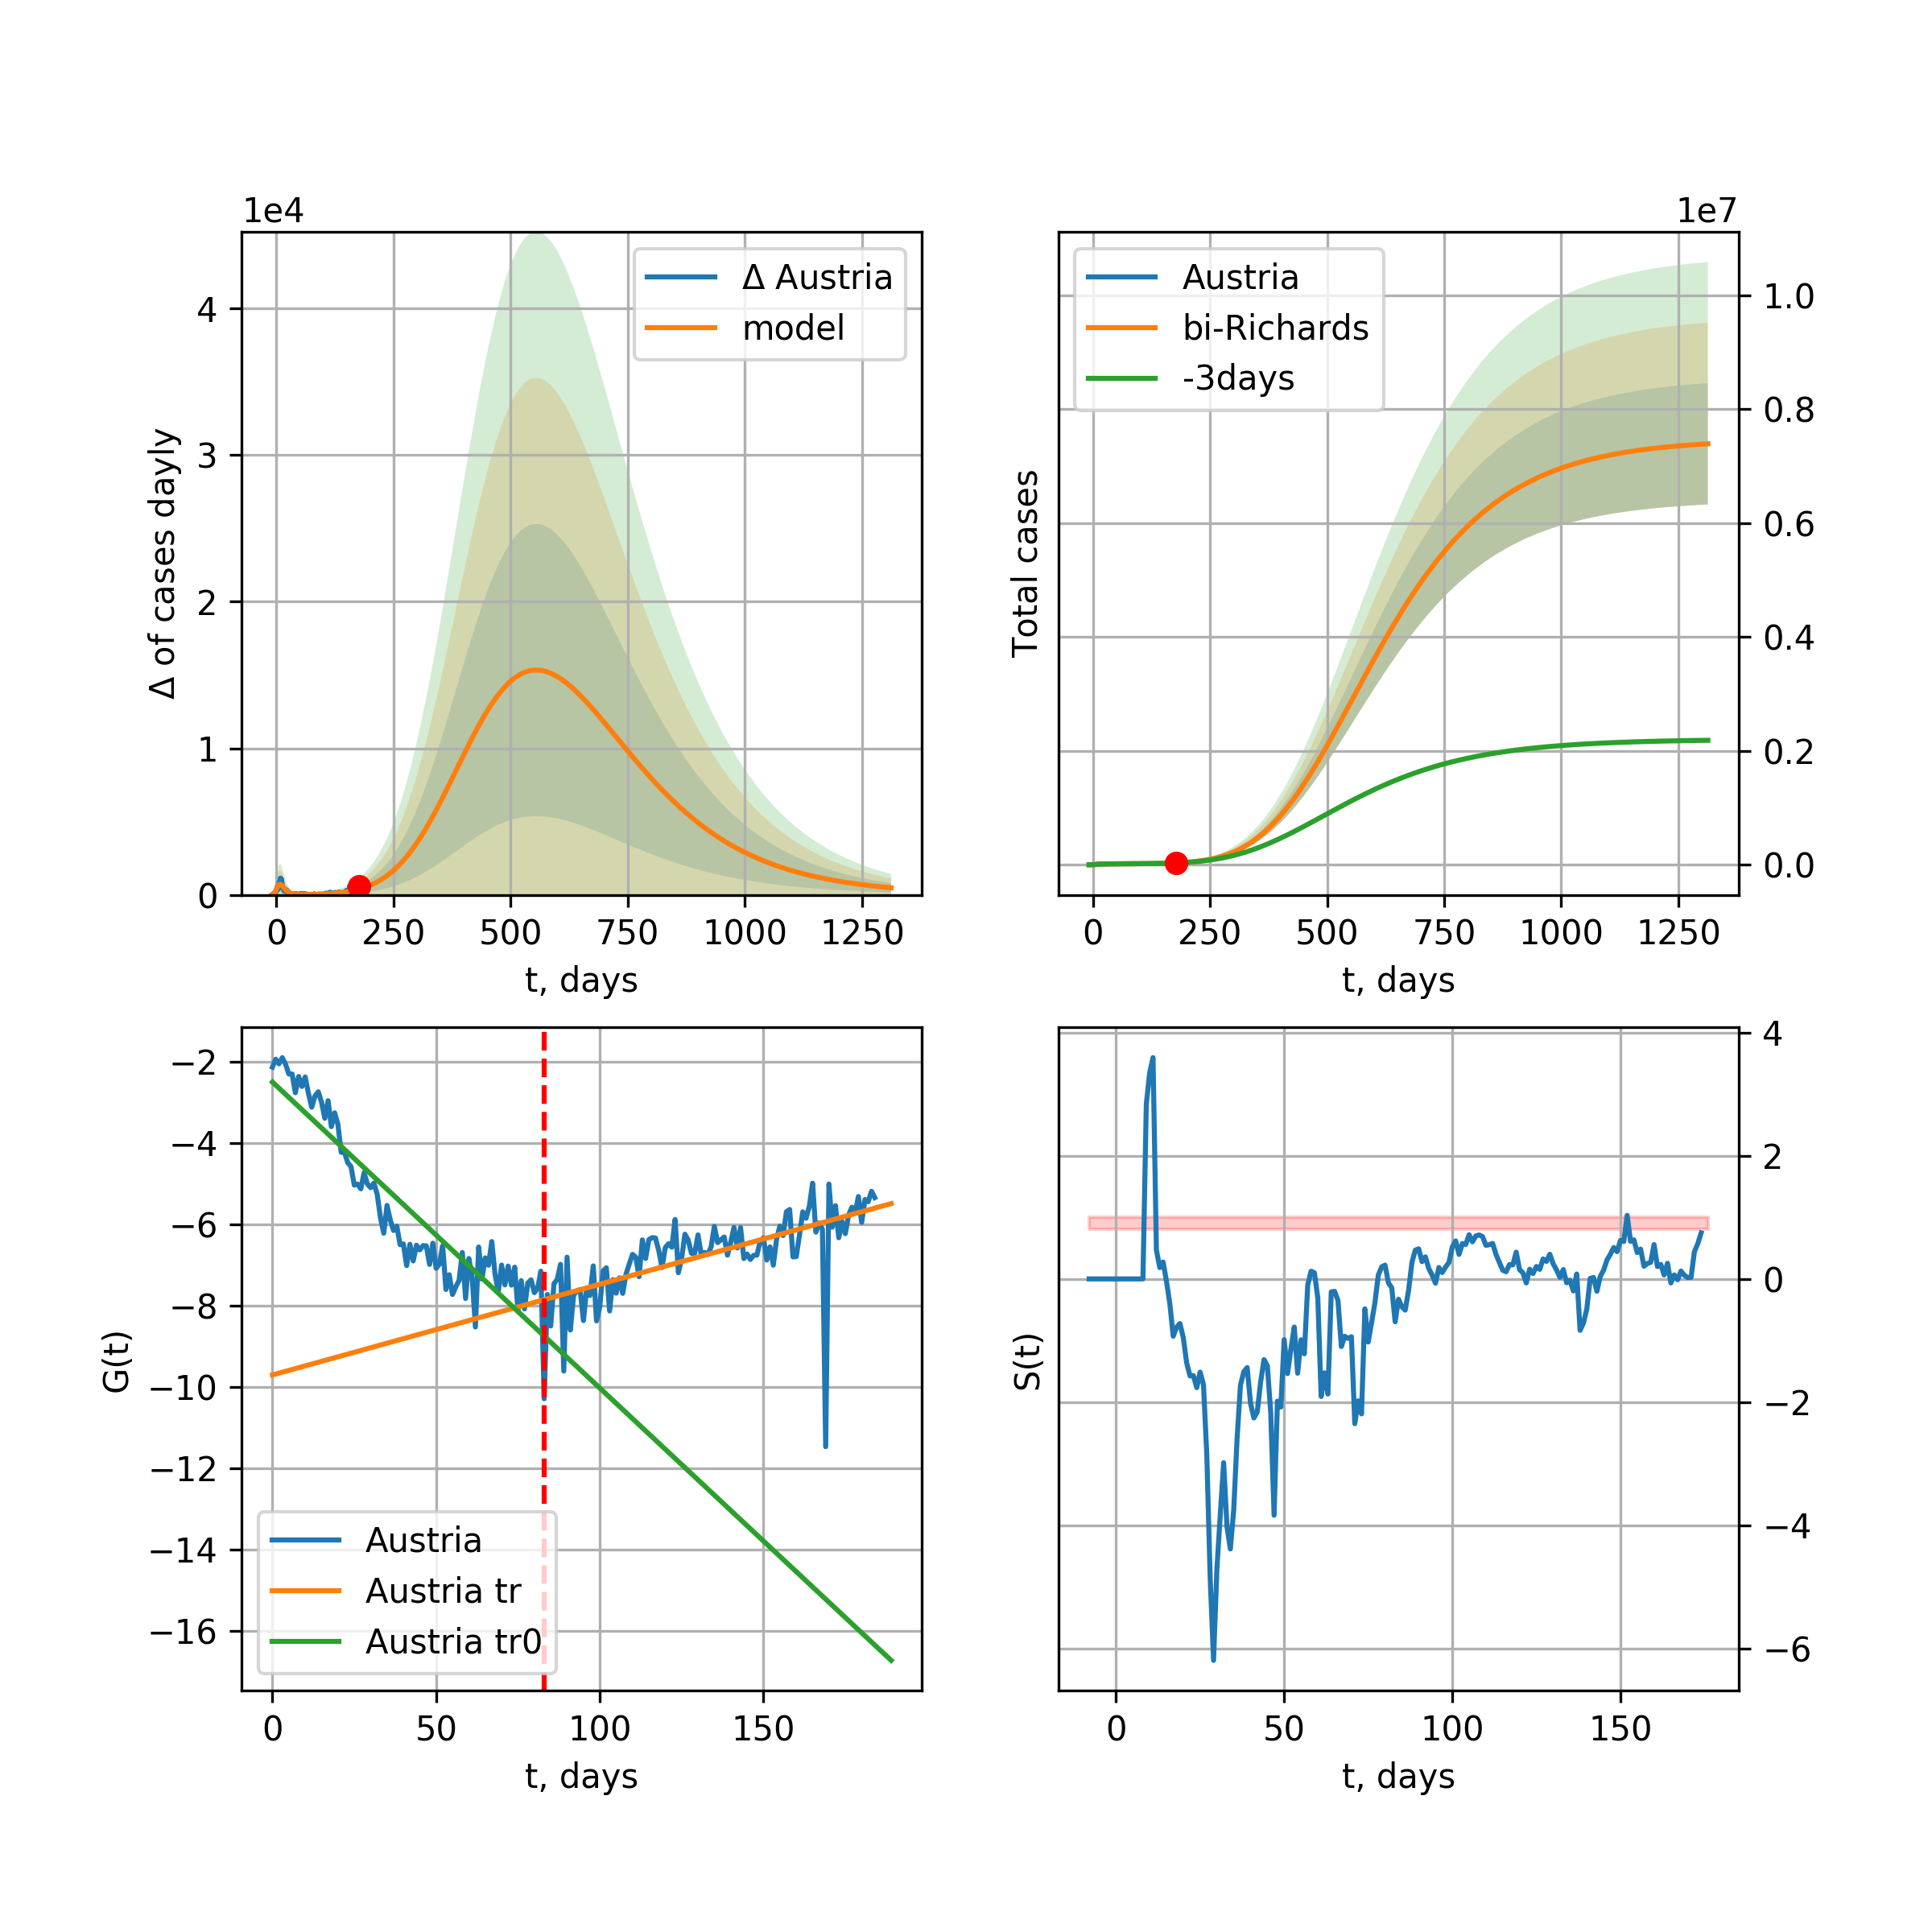 1e4
Δ Austria
model
4
3
2
1
0
Δ of cases dayly
0 250 500 750 1000 1250
t, days
1e7
Austria
bi-Richards
-3days
1.0
0.8
0.6
0.4
0.2
0.0
Total cases
0 250 500 750 1000 1250
t, days
−2
−4
−6
−8
−10
−12
−14
−16
G(t)
Austria
Austria tr
Austria tr0
0 50 100 150
t, days
4
2
0
−2
−4
−6
S(t)
0 50 100 150
t, days